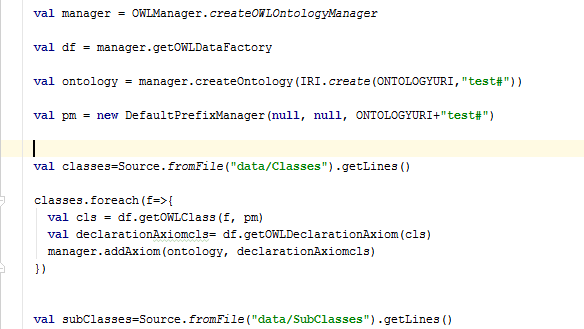 val manager = OWLManager.createOWLOntologyManager
val df = manager.getOWLDataFactory
val ontology = manager.createOntology(IRI.create(ONTOLOGYURI,"test#"))
val pm = new DefaultPrefixManager(null, null, ONTOLOGYURI+"test#")
val classes=Source.fromFile("data/Classes").getLines()
classes.foreach(f=>{
  val cls = df.getOWLClass(f, pm)
  val declarationAxiomcls= df.getOWLDeclarationAxiom(cls)
  manager.addAxiom(ontology, declarationAxiomcls)
})
val subClasses=Source.fromFile("data/SubClasses").getLines()